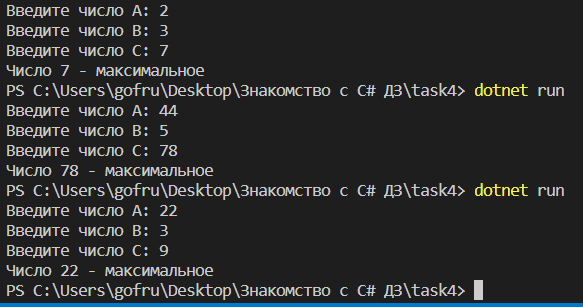 Введите число A: 2
Введите число B: 3
Введите число C: 7
Число 7 - максимальное
PS C:\Users\gofru\Desktop\Знакомство с C# ДЗ\task4> dotnet run
Введите число A: 44
Введите число B: 5
Введите число C: 78
Число 78 - максимальное
PS C:\Users\gofru\Desktop\Знакомство с C# ДЗ\task4> dotnet run
Введите число A: 22
Введите число B: 3
Введите число C: 9
Число 22 - максимальное
PS C:\Users\gofru\Desktop\Знакомство с C# ДЗ\task4>